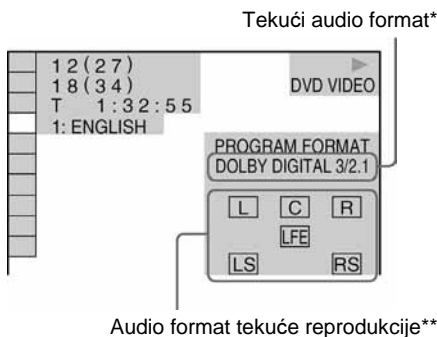 Tekući audio format*
12(27)
18(34)
T 1:32:55
1: ENGLISH
DVD VIDEO
PROGRAM FORMAT
DOLBY DIGITAL 3/2.1
L C R
LFE
LS RS
Audio format tekuće reprodukcije**